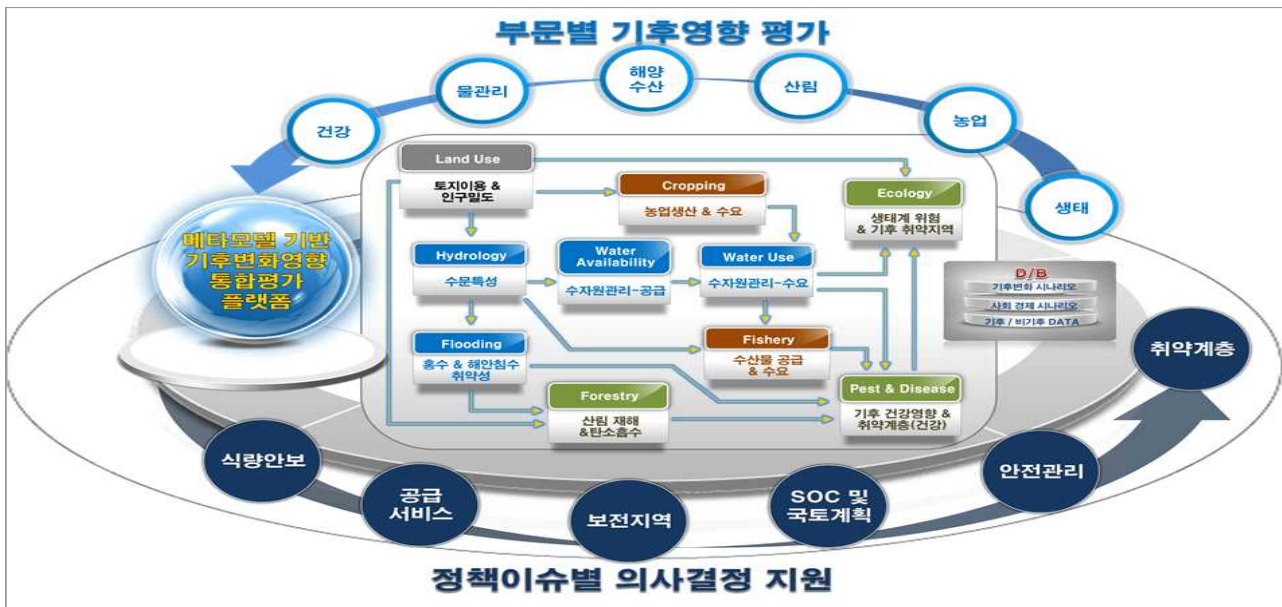 부문별 기후영향 평가
해양
수산
물관리
산림
건강
농업
생태
메타모델 기반
기후변화영향
통합평가
플랫폼
Land Use
토지이용 &
인구밀도
Cropping
농업생산 & 수요
Ecology
생태계 위험
& 기후 취약지역
Hydrology
수문특성
Water
Availability
수자원관리-공급
Water Use
수자원관리-수요
D/B
기후변화 시나리오
사회 경제 시나리오
기후 / 비기후 DATA
Flooding
홍수 & 해안침수
취약성
Fishery
수산물 공급
& 수요
Forestry
산림 재해
&탄소흡수
Pest & Disease
기후 건강영향 &
취약계층(건강)
취약계층
식량안보
공급
서비스
보전지역
SOC 및
국토계획
안전관리
정책이슈별 의사결정 지원